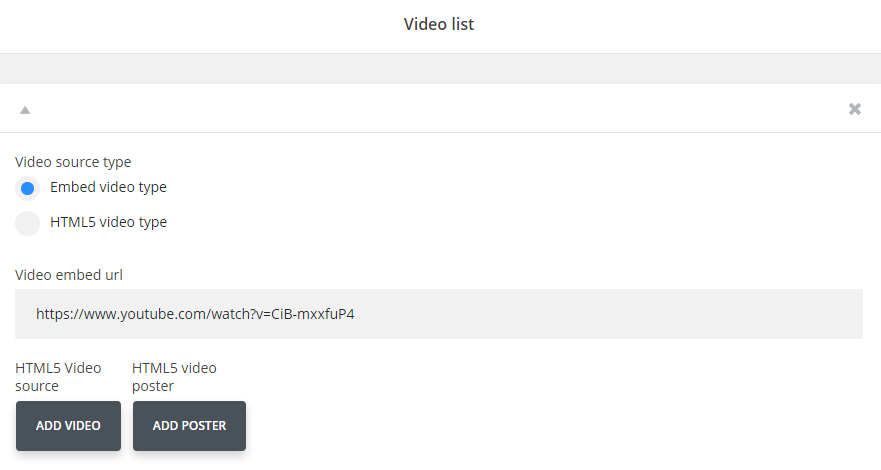 Video list
Video source type
Embed video type
HTML5 video type
Video embed url
https://www.youtube.com/watch?v=CiB-mxxfuP4
HTML5 Video
source
HTML5 video
poster
ADD VIDEO
ADD POSTER